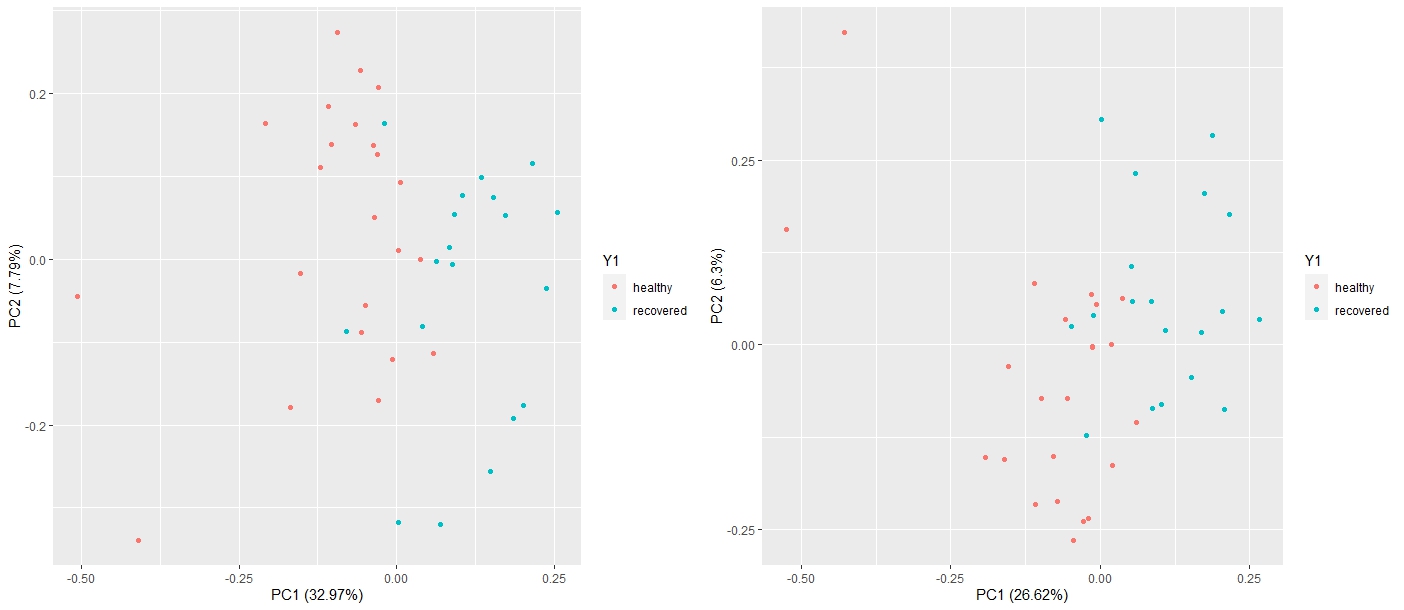 PC2 (7.79%)
0.2
0.0
-0.2
-0.50
-0.25
0.00
0.25
PC1 (32.97%)
Y1
healthy
recovered
PC2 (6.3%)
0.25
0.00
-0.25
-0.50
-0.25
0.00
0.25
PC1 (26.62%)
Y1
healthy
recovered